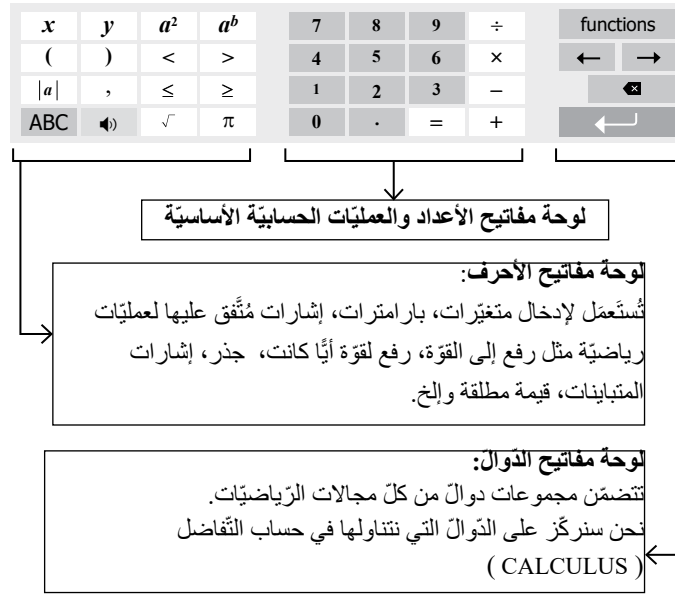 x y a² aᵇ 7 8 9 ÷ functions
( ) < > 4 5 6 × ← →
|a| , ≤ ≥ 1 2 3 −
ABC √ π 0 . = +
لوحة مفاتيح الأعداد والعمليّات الحسابيّة الأساسيّة
لوحة مفاتيح الأحرف:
تُستَعمَل لإدخال متغيّرات، بارامترات، إشارات مُتَّفق عليها لعمليّات
رياضيّة مثل رفع إلى القوّة، رفع لقوّة أيًّا كانت، جذر، إشارات
المتباينات، قيمة مطلقة وإلخ.
لوحة مفاتيح الدّوالّ:
تتضمّن مجموعات دوالّ من كلّ مجالات الرّياضيّات.
نحن سنركّز على الدّوالّ التي نتناولها في حساب التّفاضل
( CALCULUS )